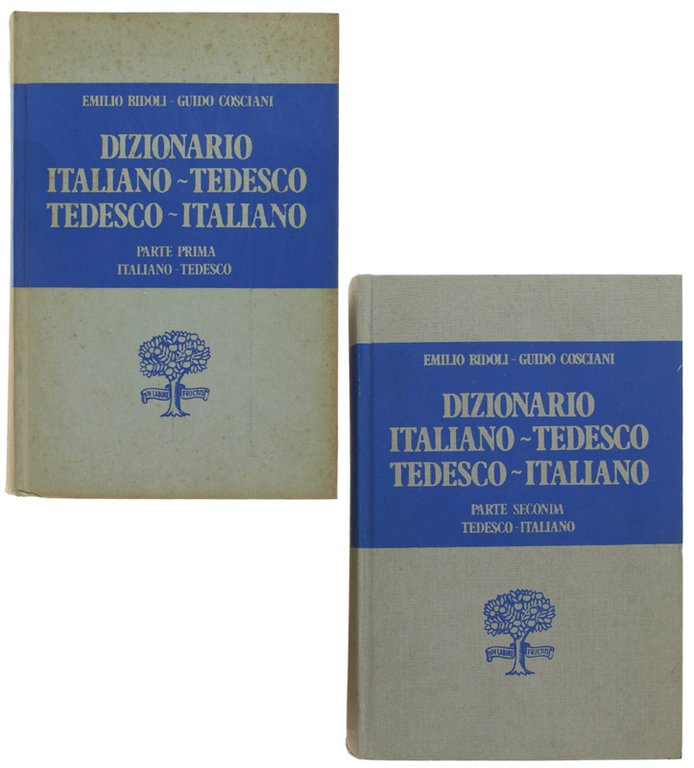 EMILIO BIDOLI - GUIDO COSCIANI
DIZIONARIO
ITALIANO ~ TEDESCO
TEDESCO ~ ITALIANO
PARTE PRIMA
ITALIANO - TEDESCO
IN LABORE FRUCTUS
EMILIO BIDOLI - GUIDO COSCIANI
DIZIONARIO
ITALIANO ~ TEDESCO
TEDESCO ~ ITALIANO
PARTE SECONDA
TEDESCO - ITALIANO
IN LABORE FRUCTUS